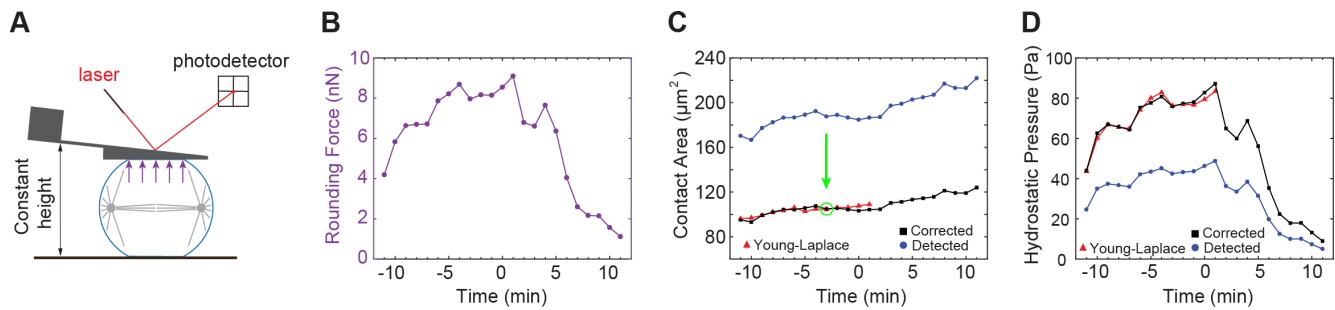 A
laser
photodetector
Constant
height
B
Rounding Force (nN)
10
8
6
4
2
0
-10 -5 0 5 10
Time (min)
C
Contact Area (µm²)
240
200
160
120
80
Young-Laplace
Corrected
Detected
-10 -5 0 5 10
Time (min)
D
Hydrostatic Pressure (Pa)
100
80
60
40
20
0
Young-Laplace
Corrected
Detected
-10 -5 0 5 10
Time (min)